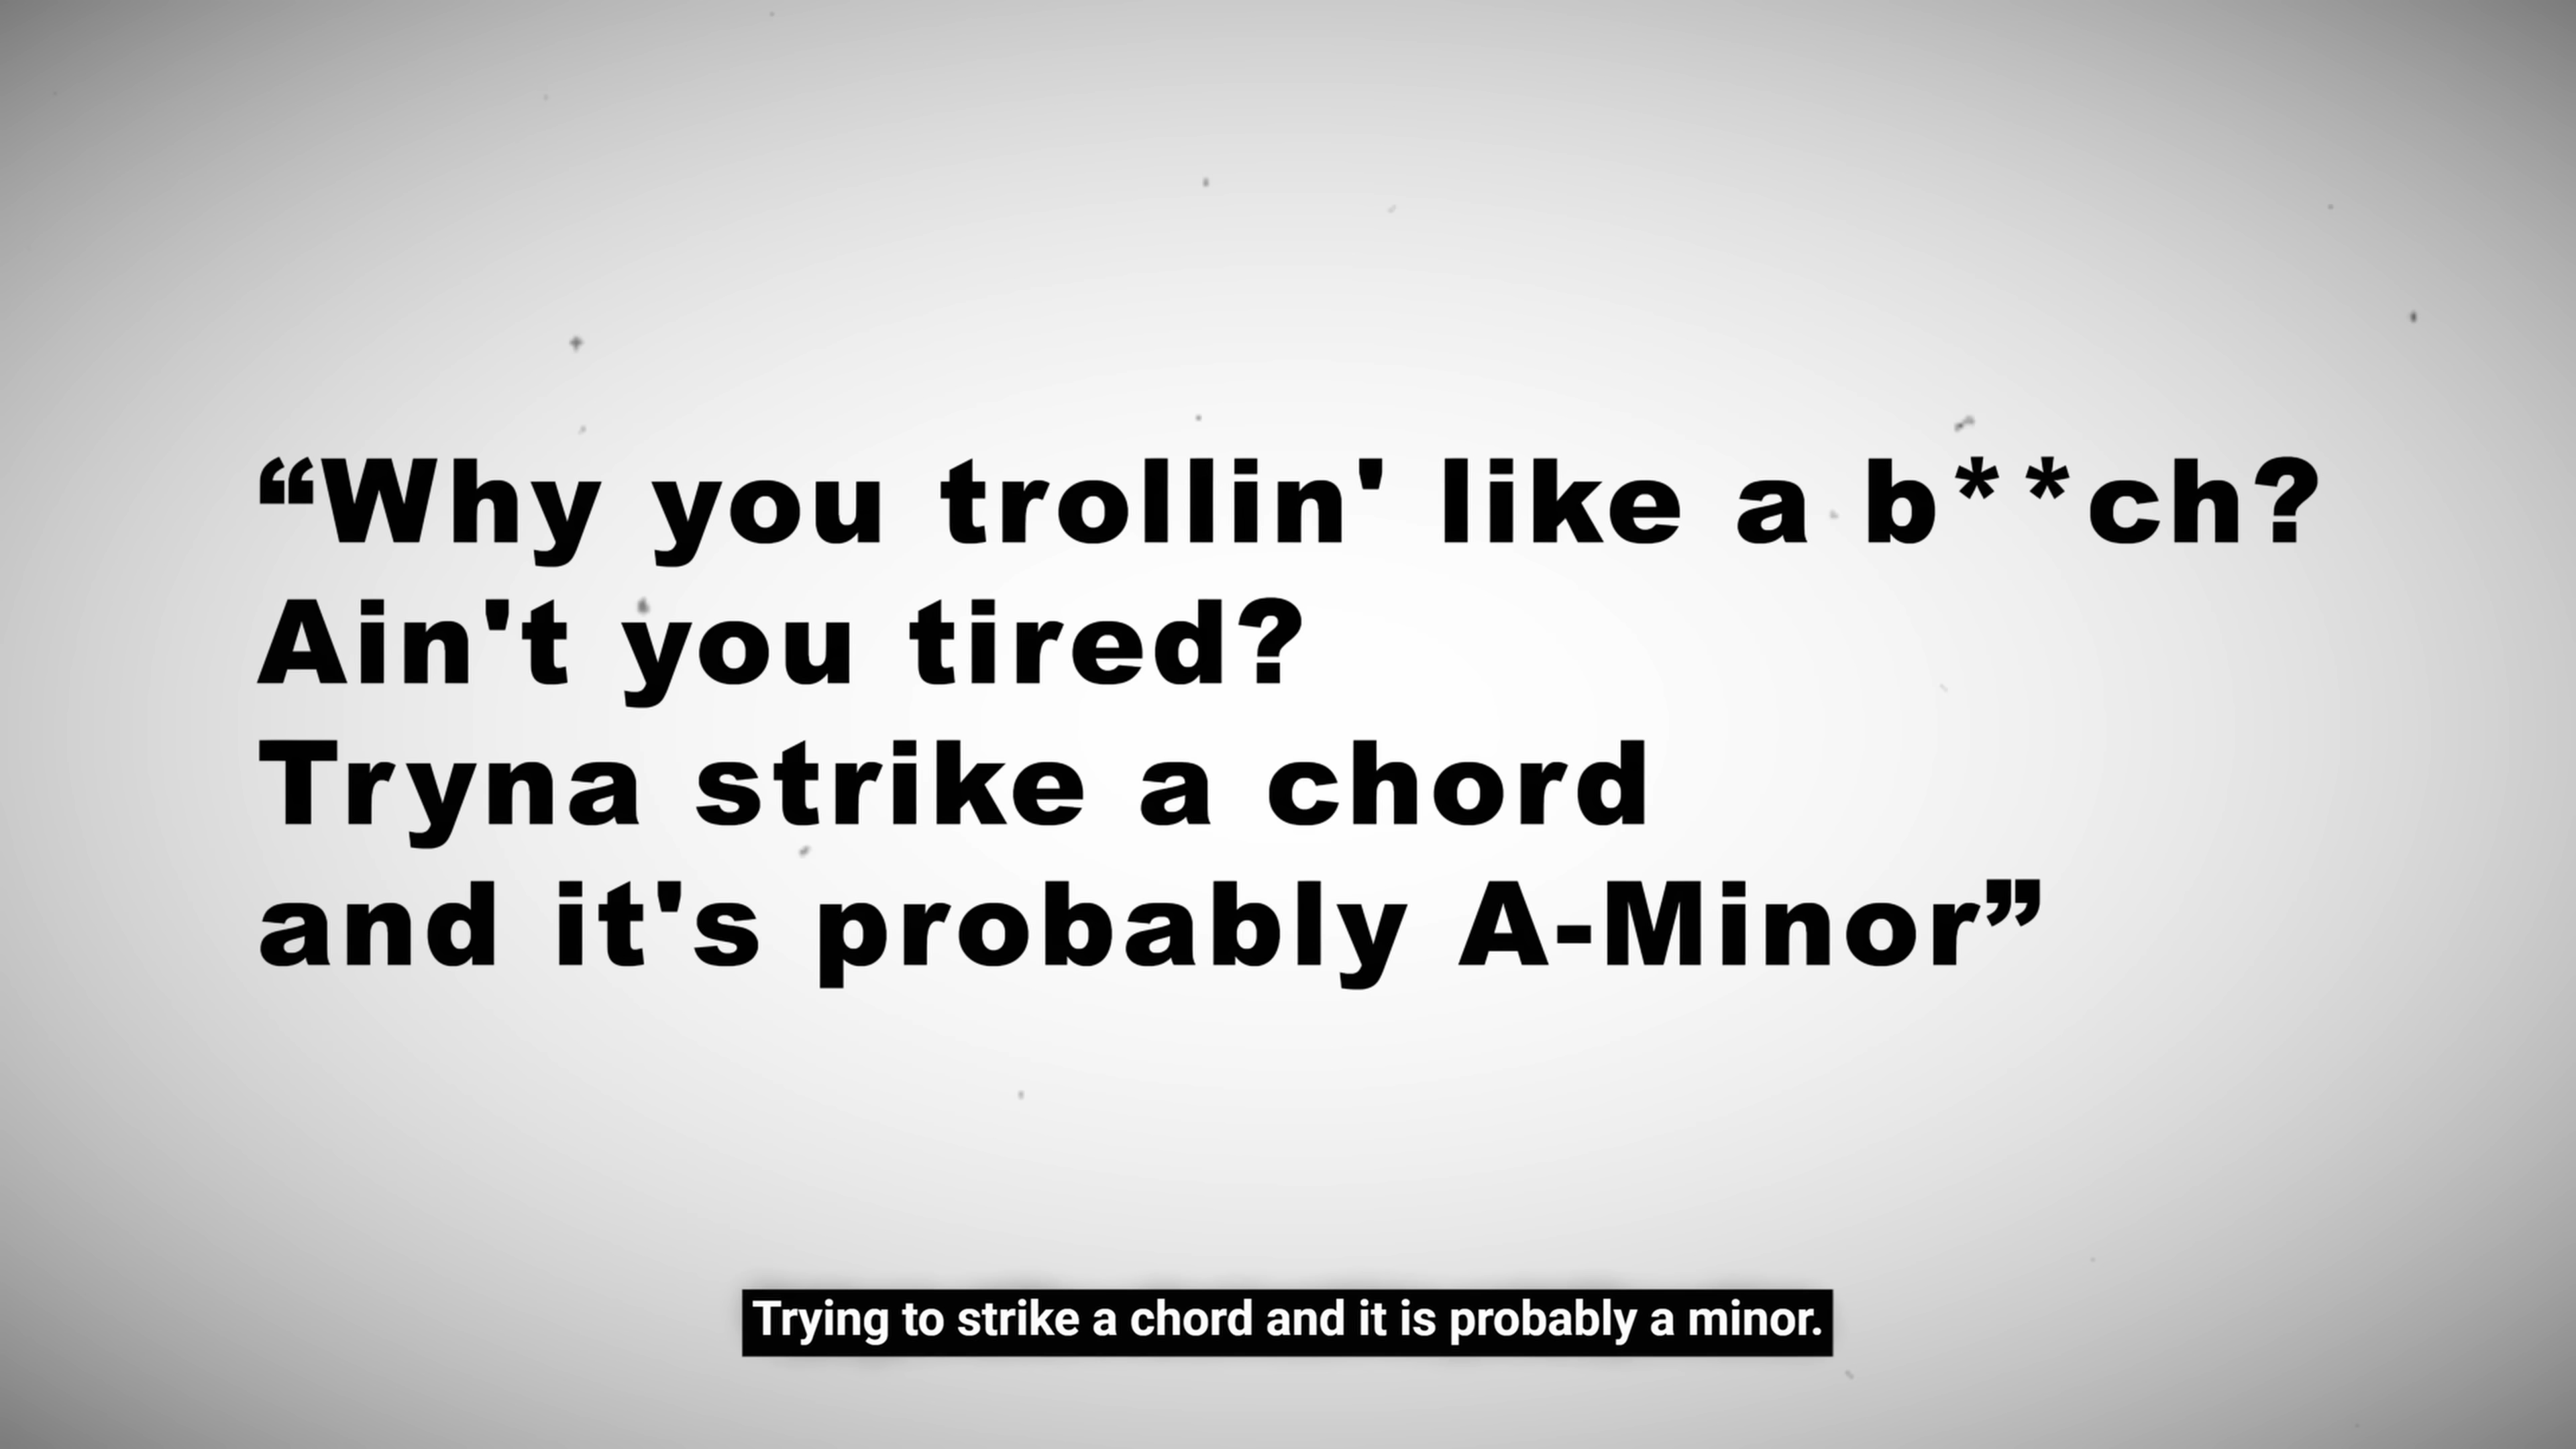 “Why you trollin' like a b**ch?
Ain't you tired?
Tryna strike a chord
and it's probably A-Minor”
Trying to strike a chord and it is probably a minor.